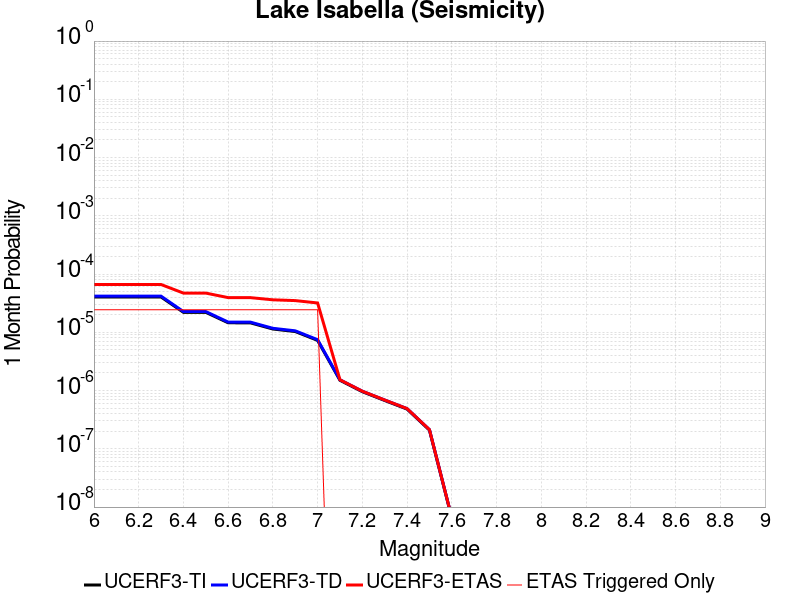 Lake Isabella (Seismicity)
1 Month Probability
10^0
10^-1
10^-2
10^-3
10^-4
10^-5
10^-6
10^-7
10^-8
6 6.2 6.4 6.6 6.8 7 7.2 7.4 7.6 7.8 8 8.2 8.4 8.6 8.8 9
Magnitude
UCERF3-TI UCERF3-TD UCERF3-ETAS ETAS Triggered Only